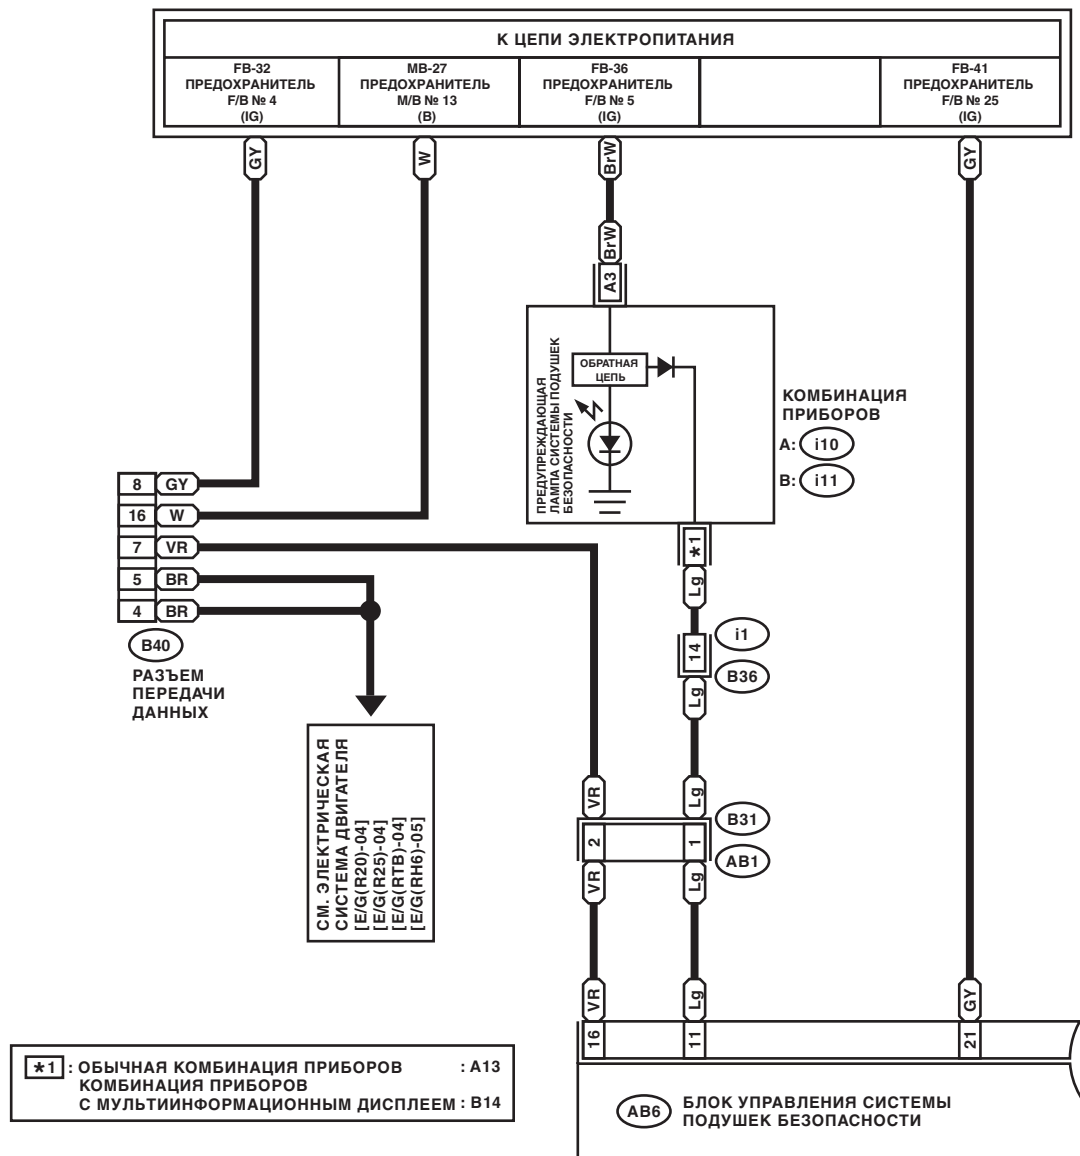 К ЦЕПИ ЭЛЕКТРОПИТАНИЯ
FB-32
ПРЕДОХРАНИТЕЛЬ
F/B № 4
(IG)
MB-27
ПРЕДОХРАНИТЕЛЬ
M/B № 13
(B)
FB-36
ПРЕДОХРАНИТЕЛЬ
F/B № 5
(IG)
FB-41
ПРЕДОХРАНИТЕЛЬ
F/B № 25
(IG)
GY
W
BrW
GY
BrW
A3
ОБРАТНАЯ
ЦЕПЬ
ПРЕДУПРЕЖДАЮЩАЯ
ЛАМПА СИСТЕМЫ ПОДУШЕК
БЕЗОПАСНОСТИ
КОМБИНАЦИЯ
ПРИБОРОВ
A: i10
B: i11
8 GY
16 W
7 VR
5 BR
4 BR
B40
РАЗЪЕМ
ПЕРЕДАЧИ
ДАННЫХ
*1
Lg
14
i1
B36
Lg
СМ. ЭЛЕКТРИЧЕСКАЯ
СИСТЕМА ДВИГАТЕЛЯ
[E/G(R20)-04]
[E/G(R25)-04]
[E/G(RTB)-04]
[E/G(RH6)-05]
VR
Lg
2
1
B31
AB1
VR
Lg
VR
Lg
GY
16
11
21
*1 : ОБЫЧНАЯ КОМБИНАЦИЯ ПРИБОРОВ : A13
КОМБИНАЦИЯ ПРИБОРОВ
С МУЛЬТИИНФОРМАЦИОННЫМ ДИСПЛЕЕМ : B14
AB6
БЛОК УПРАВЛЕНИЯ СИСТЕМЫ
ПОДУШЕК БЕЗОПАСНОСТИ